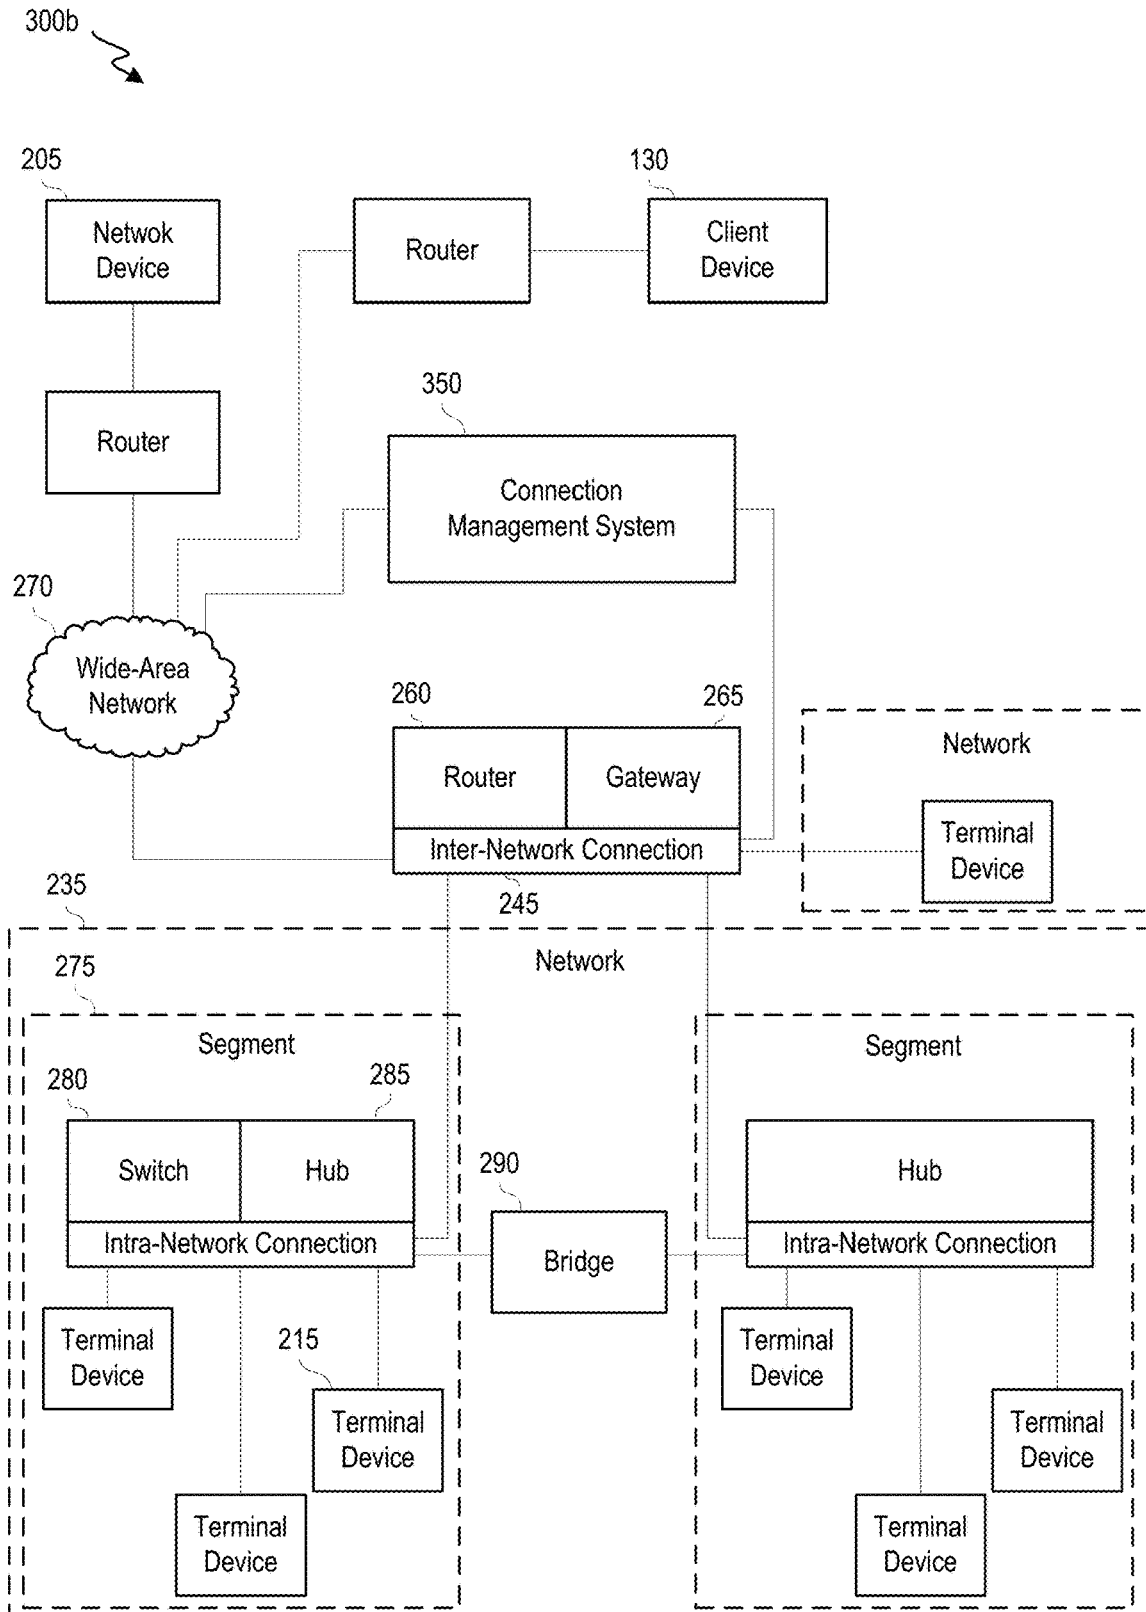 300b
205
130
Netwok
Device
Router
Client
Device
350
Router
Connection
Management System
270
Wide-Area
Network
260
265
Router
Gateway
Inter-Network Connection
245
Network
Terminal
Device
235
Network
275
Segment
Segment
280
285
Switch
Hub
Intra-Network Connection
290
Bridge
Hub
Intra-Network Connection
Terminal
Device
215
Terminal
Device
Terminal
Device
Terminal
Device
Terminal
Device
Terminal
Device